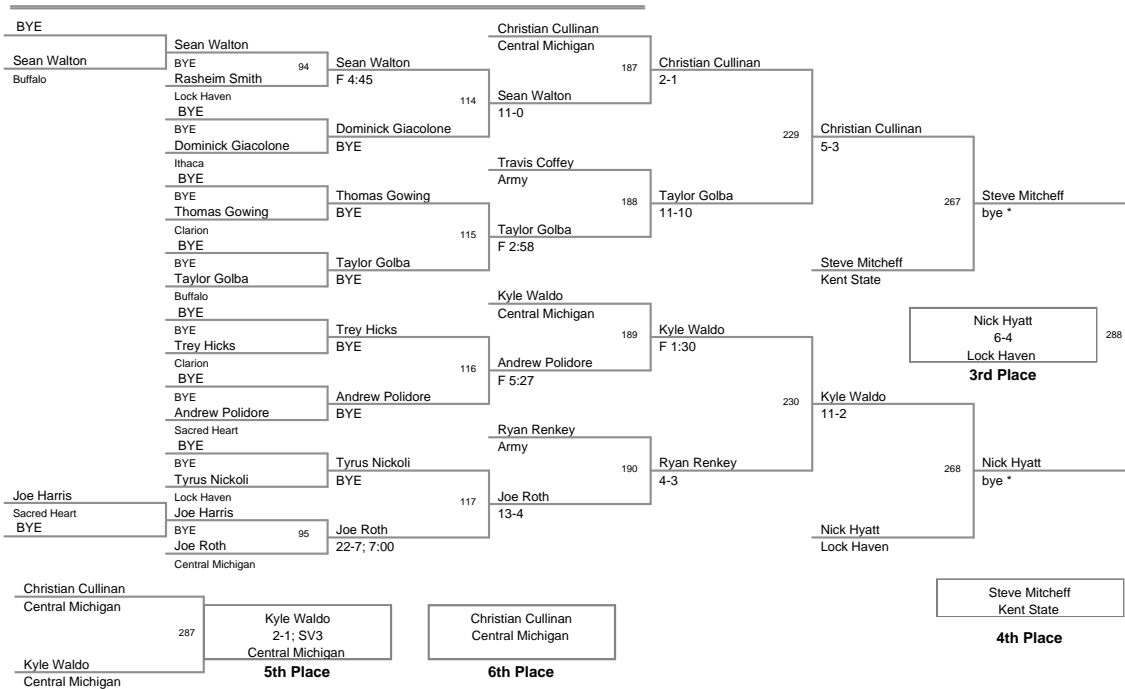 BYE
Sean Walton
Buffalo
Sean Walton
BYE
Rasheim Smith
Lock Haven
94
BYE
BYE
Dominick Giacolone
Ithaca
BYE
BYE
Thomas Gowing
Clarion
BYE
BYE
Taylor Golba
Buffalo
BYE
BYE
Trey Hicks
Clarion
BYE
BYE
Andrew Polidore
Sacred Heart
BYE
BYE
Tyrus Nickoli
Lock Haven
Joe Harris
Sacred Heart
BYE
Joe Harris
BYE
Joe Roth
Central Michigan
95
Sean Walton
F 4:45
114
Dominick Giacolone
BYE
Thomas Gowing
BYE
115
Taylor Golba
BYE
Trey Hicks
BYE
116
Andrew Polidore
BYE
Tyrus Nickoli
BYE
117
Joe Roth
22-7; 7:00
Christian Cullinan
Central Michigan
187
Sean Walton
11-0
Travis Coffey
Army
188
Taylor Golba
F 2:58
Kyle Waldo
Central Michigan
189
Andrew Polidore
F 5:27
Ryan Renkey
Army
190
Joe Roth
13-4
Christian Cullinan
2-1
229
Taylor Golba
11-10
Kyle Waldo
F 1:30
230
Ryan Renkey
4-3
Christian Cullinan
5-3
267
Steve Mitcheff
Kent State
Kyle Waldo
11-2
268
Nick Hyatt
Lock Haven
Steve Mitcheff
bye *
Nick Hyatt
6-4
Lock Haven
288
3rd Place
Nick Hyatt
bye *
Steve Mitcheff
Kent State
4th Place
Christian Cullinan
Central Michigan
287
Kyle Waldo
Central Michigan
Kyle Waldo
2-1; SV3
Central Michigan
5th Place
Christian Cullinan
Central Michigan
6th Place